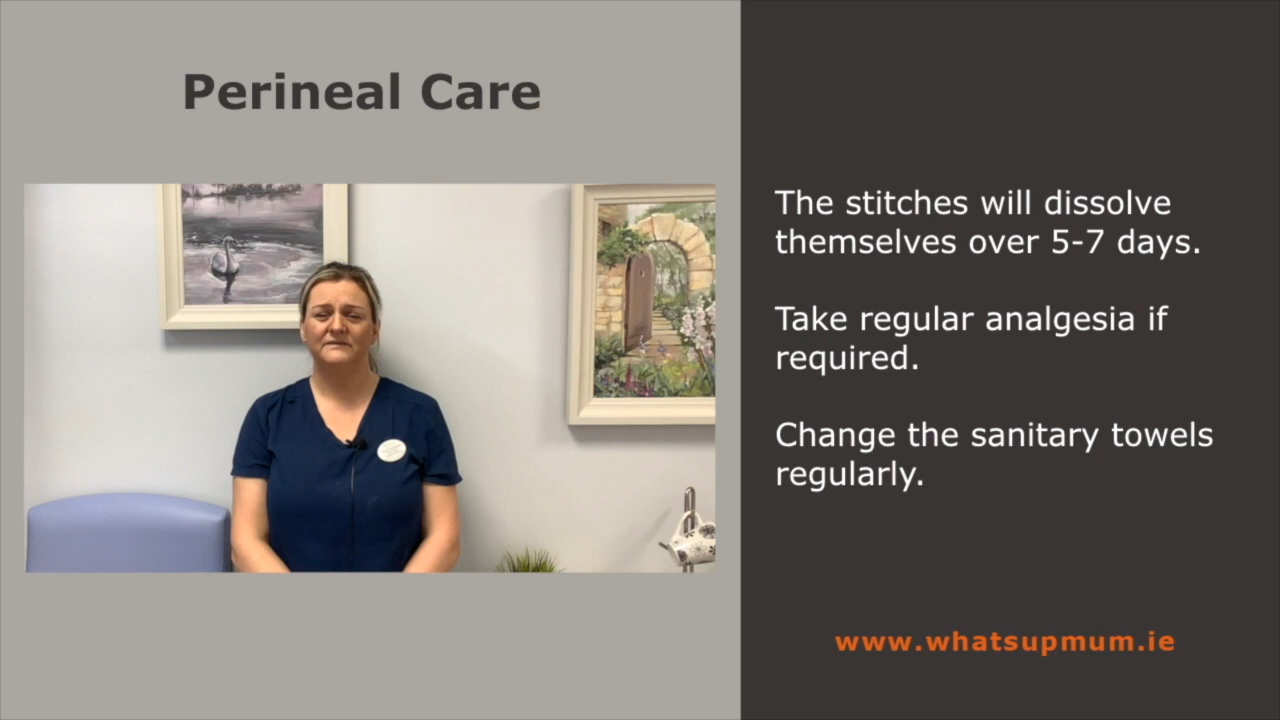 Perineal Care
The stitches will dissolve
themselves over 5-7 days.
Take regular analgesia if
required.
Change the sanitary towels
regularly.
www.whatsupmum.ie